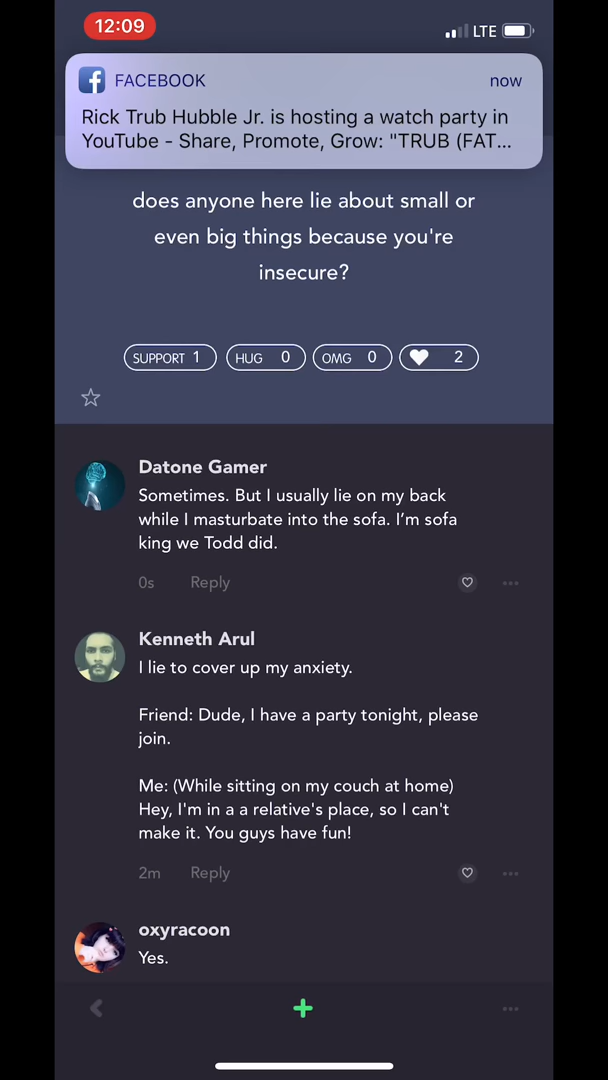 12:09
LTE
FACEBOOK
now
Rick Trub Hubble Jr. is hosting a watch party in
YouTube - Share, Promote, Grow: "TRUB (FAT...
does anyone here lie about small or
even big things because you're
insecure?
SUPPORT 1
HUG 0
OMG 0
2
Datone Gamer
Sometimes. But I usually lie on my back
while I masturbate into the sofa. I’m sofa
king we Todd did.
0s Reply
Kenneth Arul
I lie to cover up my anxiety.
Friend: Dude, I have a party tonight, please
join.
Me: (While sitting on my couch at home)
Hey, I'm in a a relative's place, so I can't
make it. You guys have fun!
2m Reply
oxyracoon
Yes.